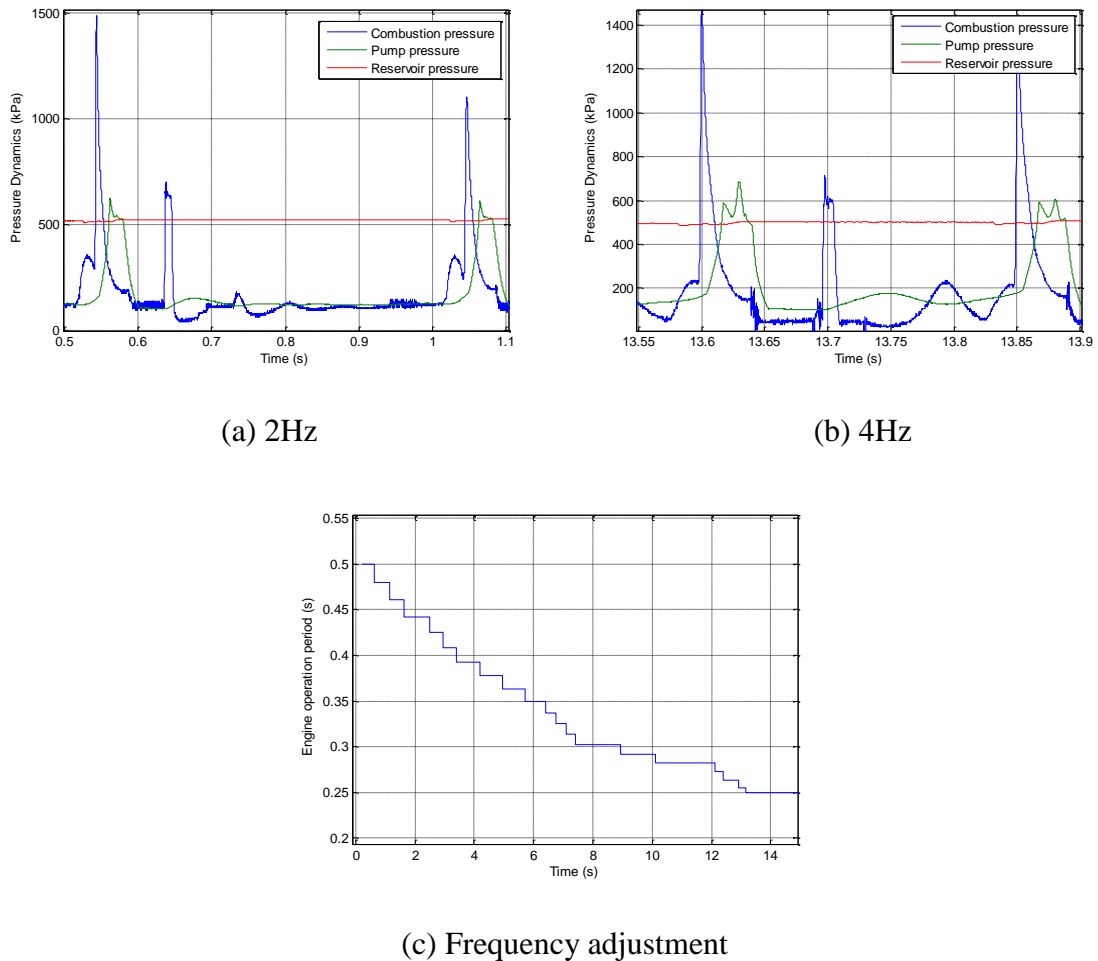 1500
1000
500
0
Pressure Dynamics (kPa)
Combustion pressure
Pump pressure
Reservoir pressure
0.5 0.6 0.7 0.8 0.9 1 1.1
Time (s)
(a) 2Hz
1400
1200
1000
800
600
400
200
Pressure Dynamics (kPa)
Combustion pressure
Pump pressure
Reservoir pressure
13.55 13.6 13.65 13.7 13.75 13.8 13.85 13.9
Time (s)
(b) 4Hz
0.55
0.5
0.45
0.4
0.35
0.3
0.25
0.2
Engine operation period (s)
0 2 4 6 8 10 12 14
Time (s)
(c) Frequency adjustment